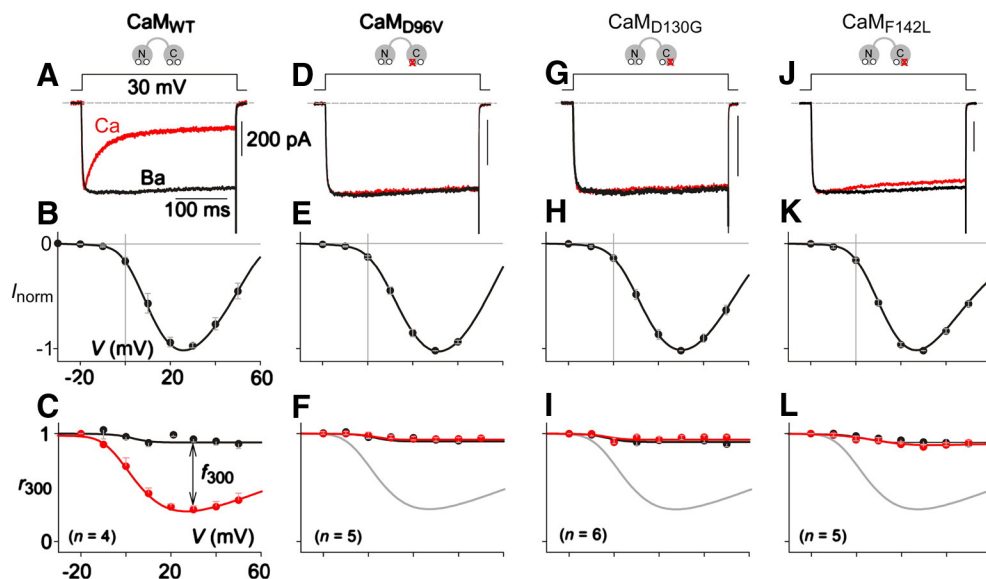 CaMWT CaMD96V CaMD130G CaMF142L
N C N C N C N C
A D G J
30 mV
Ca
200 pA
Ba
100 ms
B E H K
0
Inorm
-1
V (mV)
-20 20 60
C F I L
1
r300
f300
V (mV)
0
(n = 4) (n = 5) (n = 6) (n = 5)
-20 20 60